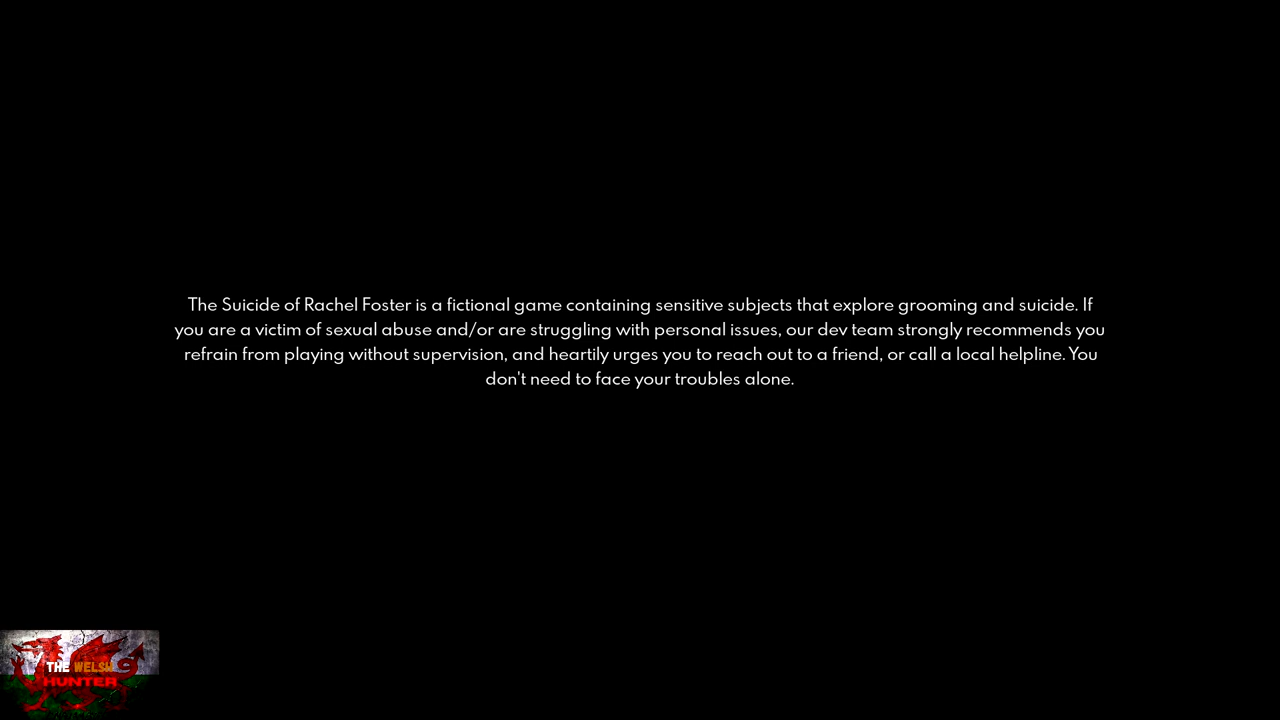 The Suicide of Rachel Foster is a fictional game containing sensitive subjects that explore grooming and suicide. If
you are a victim of sexual abuse and/or are struggling with personal issues, our dev team strongly recommends you
refrain from playing without supervision, and heartily urges you to reach out to a friend, or call a local helpline. You
don't need to face your troubles alone.
THE WELSH
HUNTER